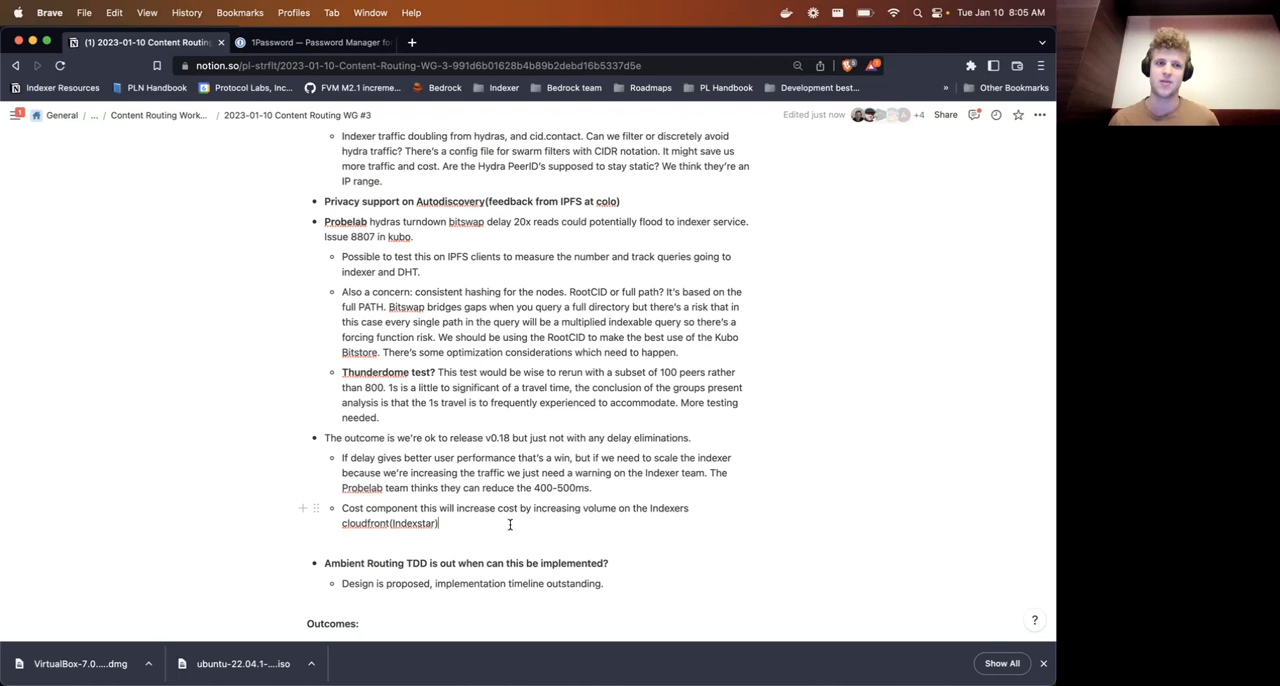 Brave File Edit View History Bookmarks Profiles Tab Window Help Tue Jan 10 8:05 AM
(1) 2023-01-10 Content Routing 1Password — Password Manager for
notion.so/pl-strflt/2023-01-10-Content-Routing-WG-3-991d6b01628b4b89b2debd16b5337d5e
Indexer Resources PLN Handbook Protocol Labs, Inc... FVM M2.1 increme... Bedrock Indexer Bedrock team Roadmaps PL Handbook Development best... » Other Bookmarks
General / ... / Content Routing Work... / 2023-01-10 Content Routing WG #3 Edited just now +4 Share
Indexer traffic doubling from hydras, and cid.contact. Can we filter or discretely avoid
hydra traffic? There's a config file for swarm filters with CIDR notation. It might save us
more traffic and cost. Are the Hydra PeerID's supposed to stay static? We think they're an
IP range.
Privacy support on Autodiscovery(feedback from IPFS at colo)
Probelab hydras turndown bitswap delay 20x reads could potentially flood to indexer service.
Issue 8807 in kubo.
Possible to test this on IPFS clients to measure the number and track queries going to
indexer and DHT.
Also a concern: consistent hashing for the nodes. RootCID or full path? It's based on the
full PATH. Bitswap bridges gaps when you query a full directory but there's a risk that in
this case every single path in the query will be a multiplied indexable query so there's a
forcing function risk. We should be using the RootCID to make the best use of the Kubo
Bitstore. There's some optimization considerations which need to happen.
Thunderdome test? This test would be wise to rerun with a subset of 100 peers rather
than 800. 1s is a little to significant of a travel time, the conclusion of the groups present
analysis is that the 1s travel is to frequently experienced to accommodate. More testing
needed.
The outcome is we're ok to release v0.18 but just not with any delay eliminations.
If delay gives better user performance that's a win, but if we need to scale the indexer
because we're increasing the traffic we just need a warning on the Indexer team. The
Probelab team thinks they can reduce the 400-500ms.
Cost component this will increase cost by increasing volume on the Indexers
cloudfront(Indexstar)
Ambient Routing TDD is out when can this be implemented?
Design is proposed, implementation timeline outstanding.
Outcomes:
?
VirtualBox-7.0.....dmg ubuntu-22.04.1-....iso Show All